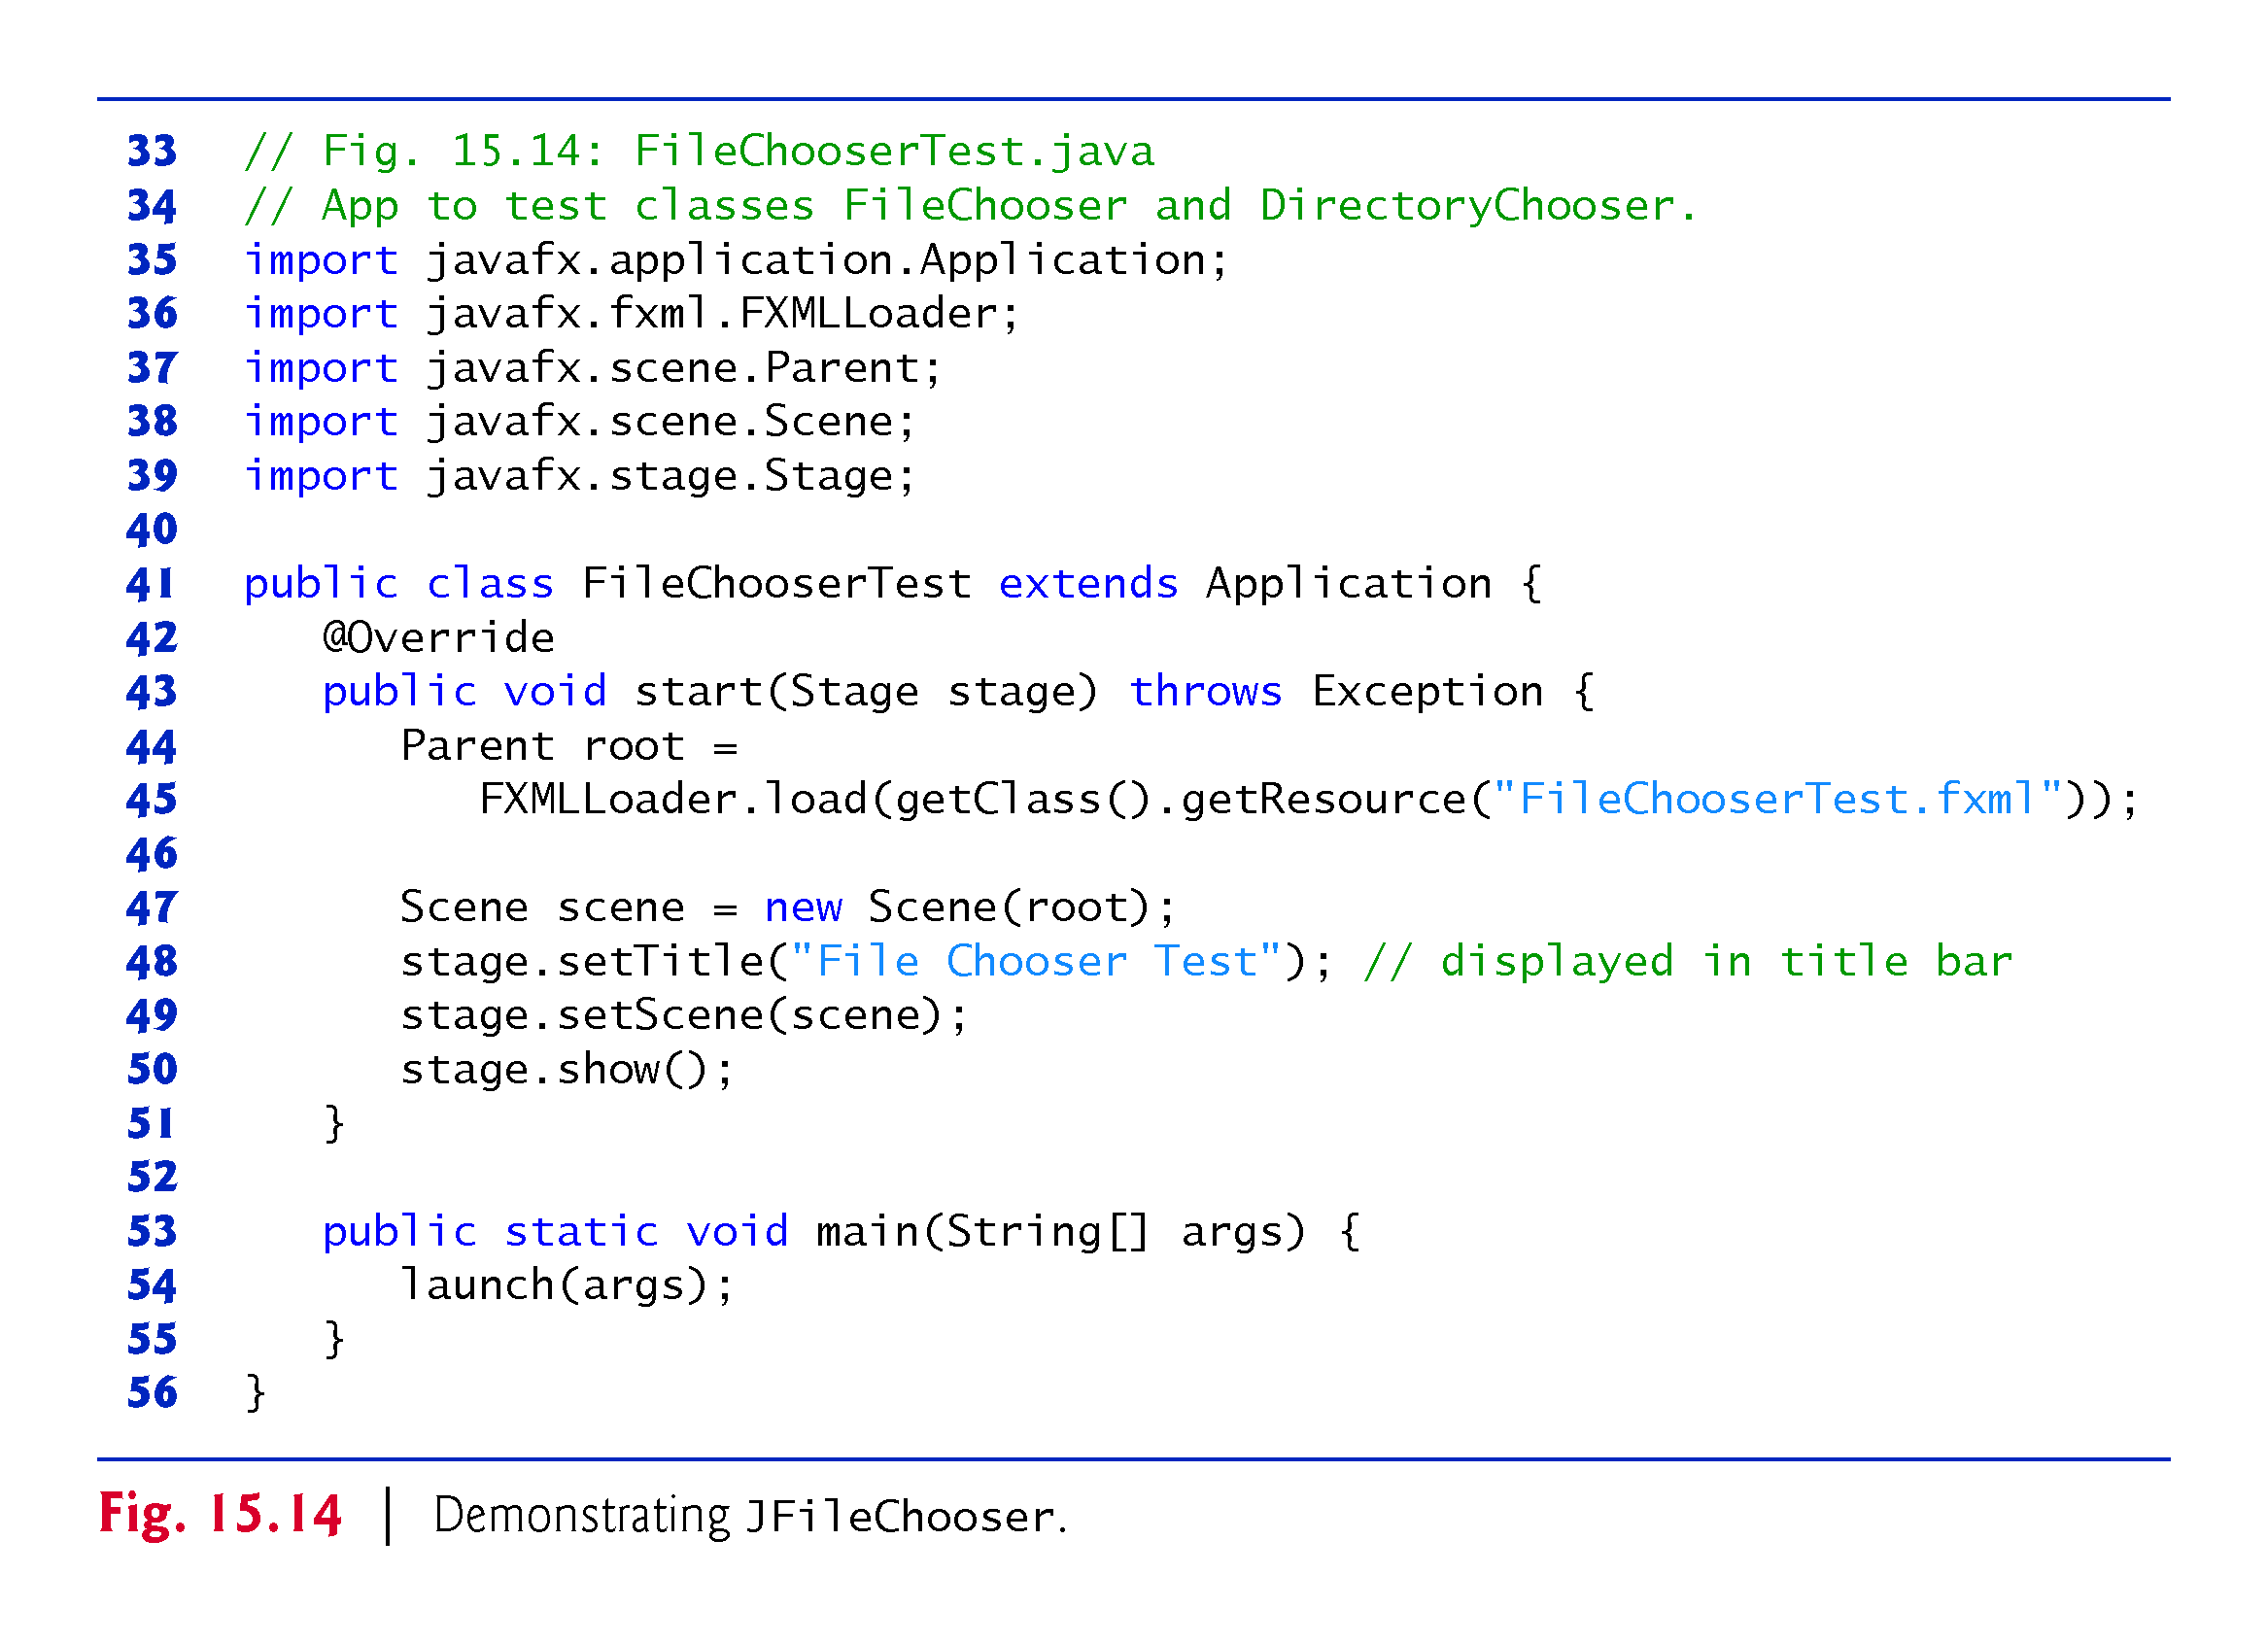 33 // Fig. 15.14: FileChooserTest.java
34 // App to test classes FileChooser and DirectoryChooser.
35 import javafx.application.Application;
36 import javafx.fxml.FXMLLoader;
37 import javafx.scene.Parent;
38 import javafx.scene.Scene;
39 import javafx.stage.Stage;
40
41 public class FileChooserTest extends Application {
42    @Override
43    public void start(Stage stage) throws Exception {
44       Parent root =
45          FXMLLoader.load(getClass().getResource("FileChooserTest.fxml"));
46
47       Scene scene = new Scene(root);
48       stage.setTitle("File Chooser Test"); // displayed in title bar
49       stage.setScene(scene);
50       stage.show();
51    }
52
53    public static void main(String[] args) {
54       launch(args);
55    }
56 }
Fig. 15.14 | Demonstrating JFileChooser.